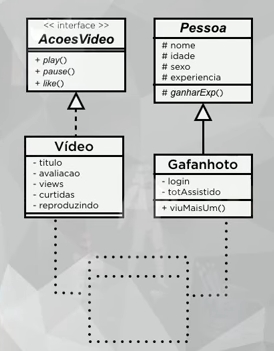 << interface >>
AcoesVideo
+ play()
+ pause()
+ like()
Pessoa
# nome
# idade
# sexo
# experiencia
# ganharExp()
Vídeo
- titulo
- avaliacao
- views
- curtidas
- reproduzindo
Gafanhoto
- login
- totAssistido
+ viuMaisUm()